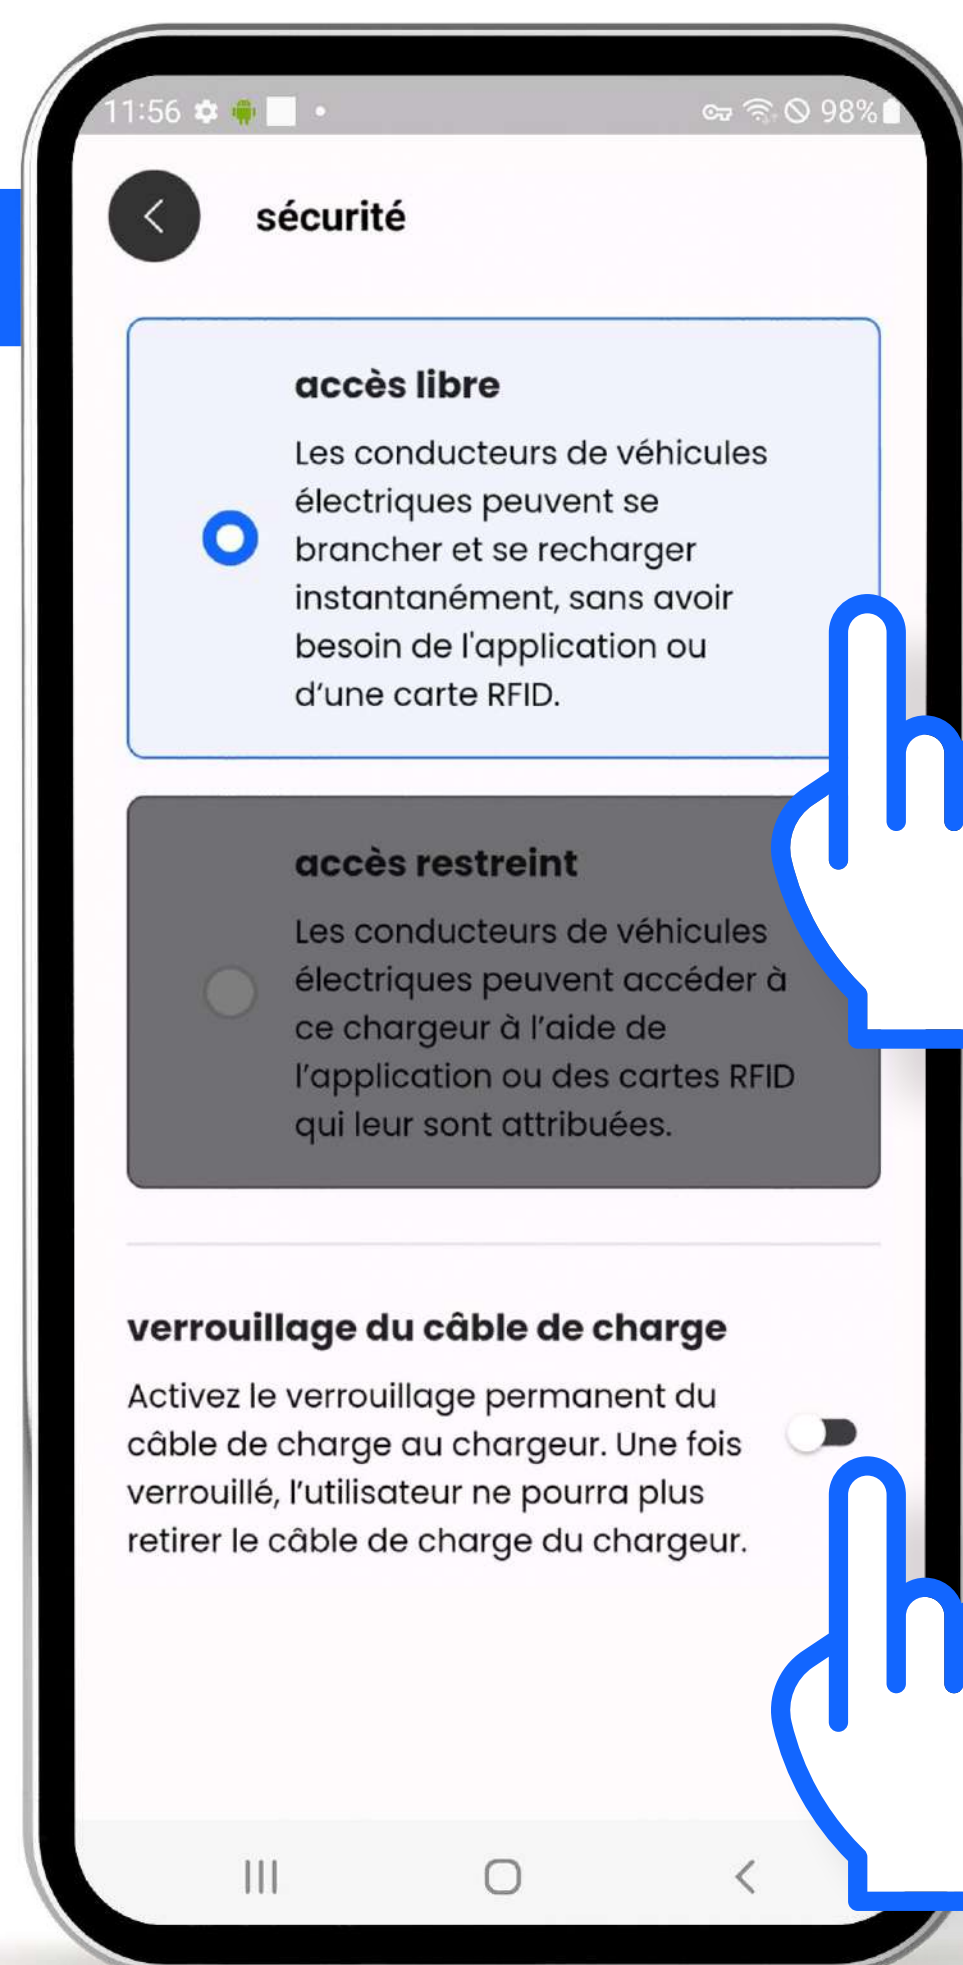 11:56
98%
sécurité
accès libre
Les conducteurs de véhicules
électriques peuvent se
brancher et se recharger
instantanément, sans avoir
besoin de l'application ou
d’une carte RFID.
accès restreint
Les conducteurs de véhicules
électriques peuvent accéder à
ce chargeur à l’aide de
l’application ou des cartes RFID
qui leur sont attribuées.
verrouillage du câble de charge
Activez le verrouillage permanent du
câble de charge au chargeur. Une fois
verrouillé, l’utilisateur ne pourra plus
retirer le câble de charge du chargeur.